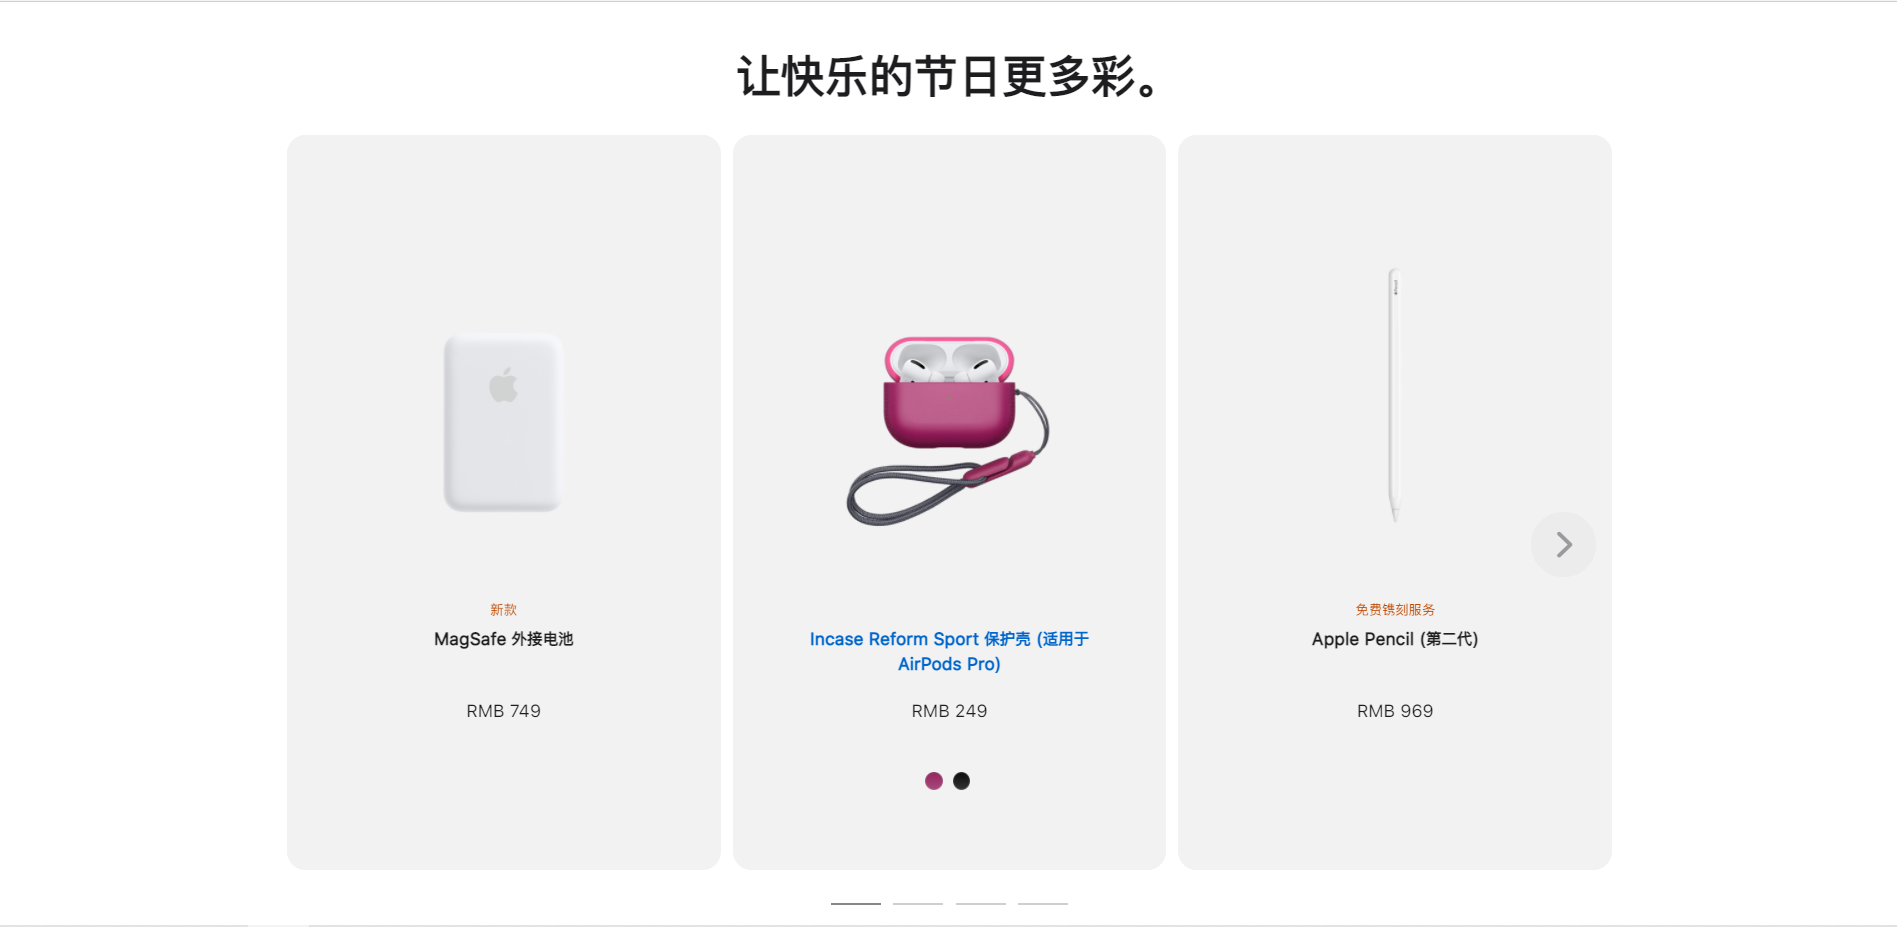 让快乐的节日更多彩。
新款
MagSafe 外接电池
RMB 749
Incase Reform Sport 保护壳 (适用于
AirPods Pro)
RMB 249
免费镌刻服务
Apple Pencil (第二代)
RMB 969